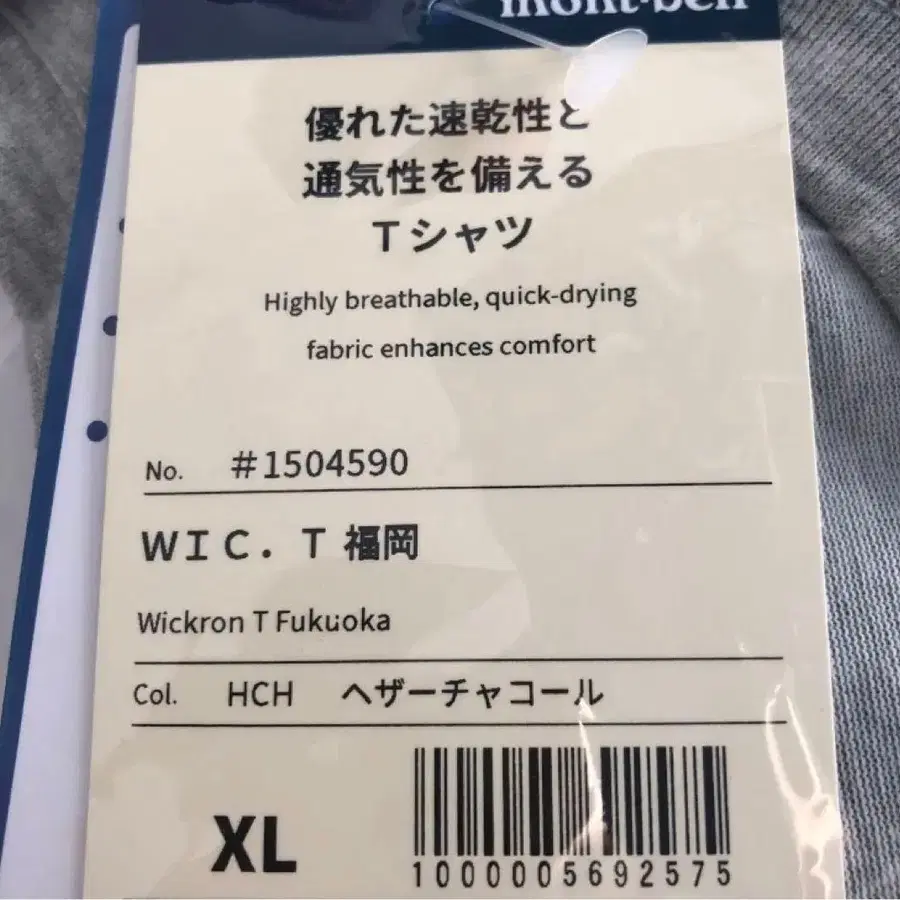 mont-bell
優れた速乾性と
通気性を備える
Tシャツ
Highly breathable, quick-drying
fabric enhances comfort
No. #1504590
WIC. T 福岡
Wickron T Fukuoka
Col. HCH ヘザーチャコール
XL
1000005692575